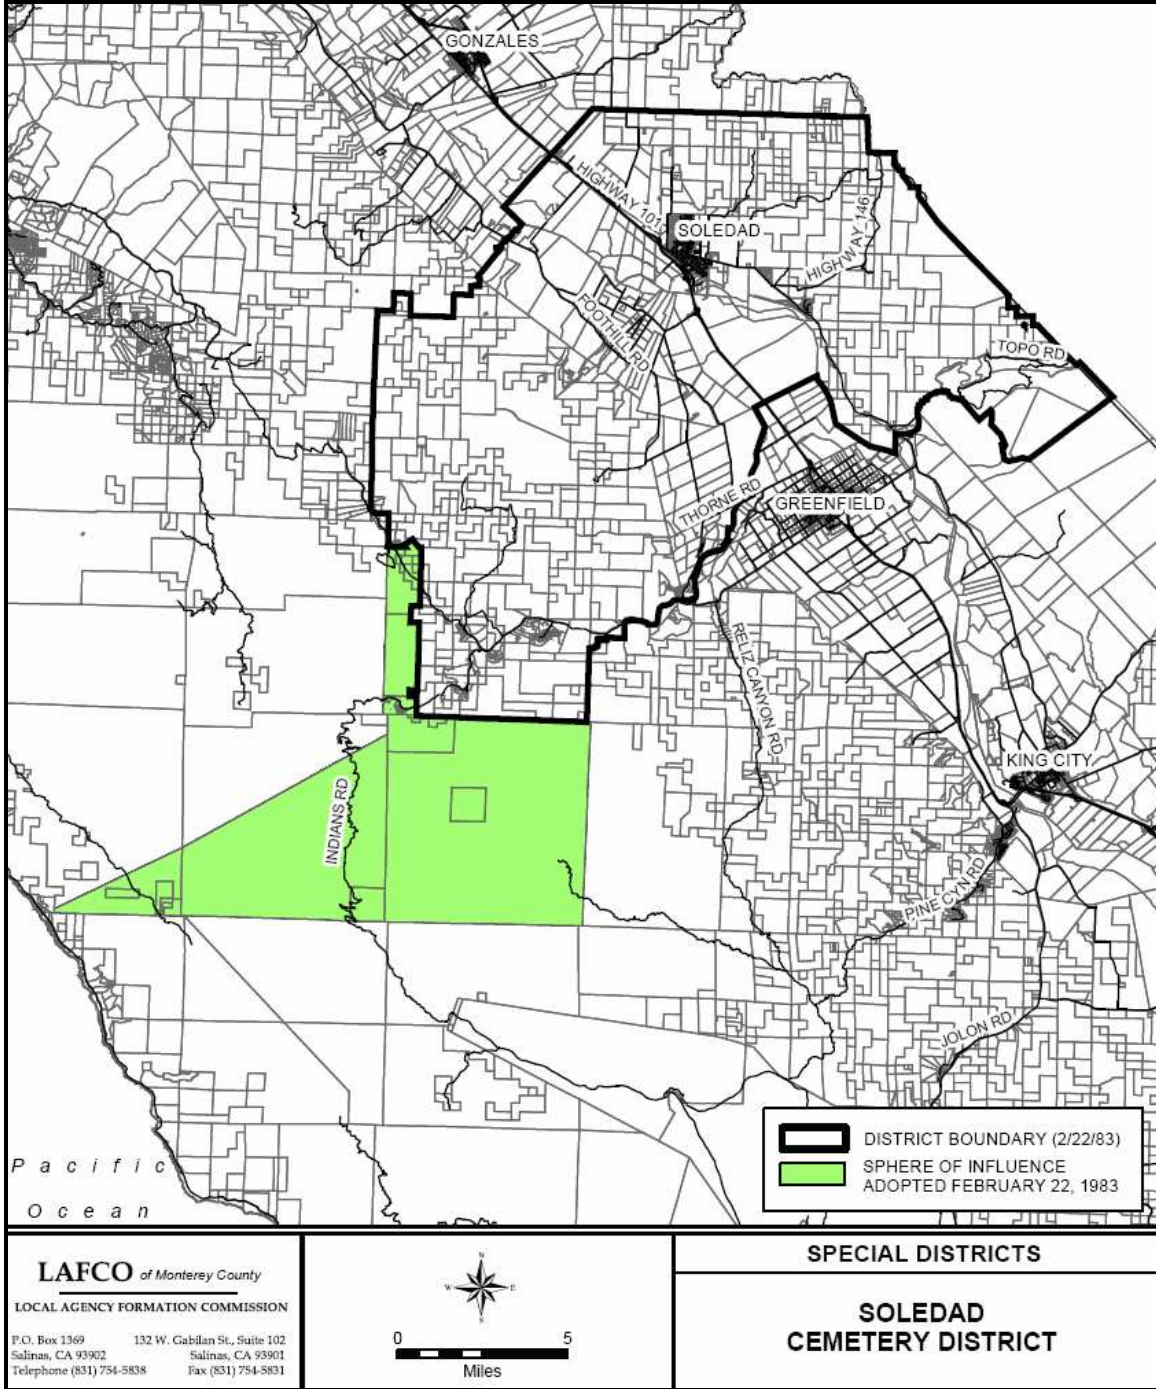 GONZALES
HIGHWAY 101
SOLEDAD
HIGHWAY 146
FOOTHILL RD
TOPO RD
THORNE RD
GREENFIELD
RELIZ CANYON RD
KING CITY
INDIANS RD
PINE CYN RD
JOLON RD
Pacific
Ocean
DISTRICT BOUNDARY (2/22/83)
SPHERE OF INFLUENCE
ADOPTED FEBRUARY 22, 1983
LAFCO of Monterey County
LOCAL AGENCY FORMATION COMMISSION
P.O. Box 1369 132 W. Gabilan St., Suite 102
Salinas, CA 93902 Salinas, CA 93901
Telephone (831) 754-5838 Fax (831) 754-5831
N
W E
S
0 5
Miles
SPECIAL DISTRICTS
SOLEDAD
CEMETERY DISTRICT